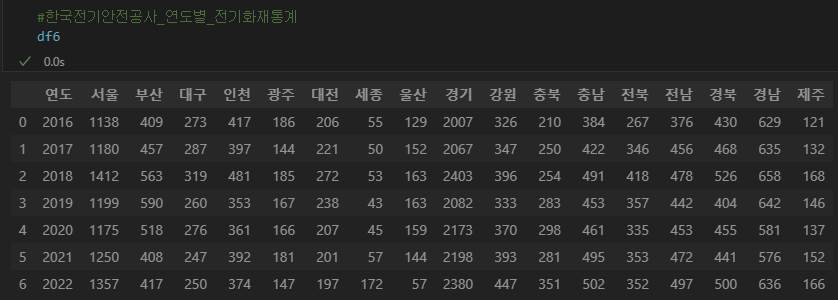 #한국전기안전공사_연도별_전기화재통계
df6
0.0s
연도 서울 부산 대구 인천 광주 대전 세종 울산 경기 강원 충북 충남 전북 전남 경북 경남 제주
0 2016 1138 409 273 417 186 206 55 129 2007 326 210 384 267 376 430 629 121
1 2017 1180 457 287 397 144 221 50 152 2067 347 250 422 346 456 468 635 132
2 2018 1412 563 319 481 185 272 53 163 2403 396 254 491 418 478 526 658 168
3 2019 1199 590 260 353 167 238 43 163 2082 333 283 453 357 442 404 642 146
4 2020 1175 518 276 361 166 207 45 159 2173 370 298 461 335 453 455 581 137
5 2021 1250 408 247 392 181 201 57 144 2198 393 281 495 353 472 441 576 152
6 2022 1357 417 250 374 147 197 172 57 2380 447 351 502 352 497 500 636 166